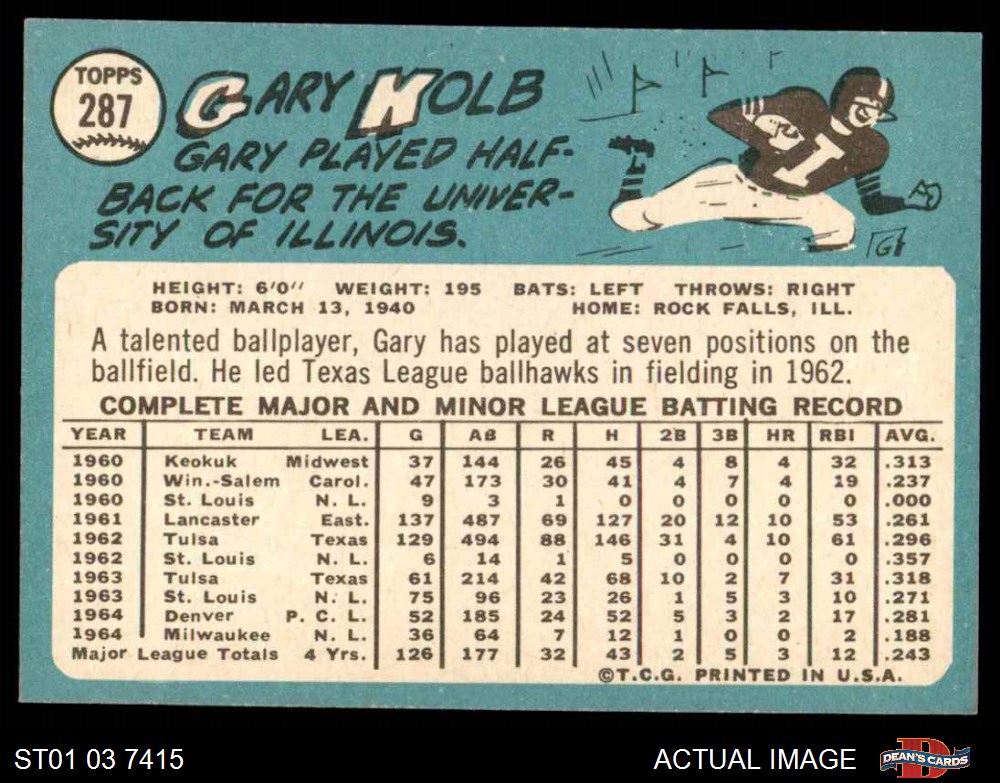 TOPPS
287
GARY KOLB
GARY PLAYED HALF-
BACK FOR THE UNIVER-
SITY OF ILLINOIS.
I
HEIGHT: 6'0" WEIGHT: 195 BATS: LEFT THROWS: RIGHT
BORN: MARCH 13, 1940 HOME: ROCK FALLS, ILL.
A talented ballplayer, Gary has played at seven positions on the
ballfield. He led Texas League ballhawks in fielding in 1962.
COMPLETE MAJOR AND MINOR LEAGUE BATTING RECORD
YEAR TEAM LEA. G AB R H 2B 3B HR RBI AVG.
1960 Keokuk Midwest 37 144 26 45 4 8 4 32 .313
1960 Win.-Salem Carol. 47 173 30 41 4 7 4 19 .237
1960 St. Louis N. L. 9 3 1 0 0 0 0 0 .000
1961 Lancaster East. 137 487 69 127 20 12 10 53 .261
1962 Tulsa Texas 129 494 88 146 31 4 10 61 .296
1962 St. Louis N. L. 6 14 1 5 0 0 0 0 .357
1963 Tulsa Texas 61 214 42 68 10 2 7 31 .318
1963 St. Louis N. L. 75 96 23 26 1 5 3 10 .271
1964 Denver P. C. L. 52 185 24 52 5 3 2 17 .281
1964 Milwaukee N. L. 36 64 7 12 1 0 0 2 .188
Major League Totals 4 Yrs. 126 177 32 43 2 5 3 12 .243
©T.C.G. PRINTED IN U.S.A.
ST01 03 7415 ACTUAL IMAGE DEAN'S CARDS